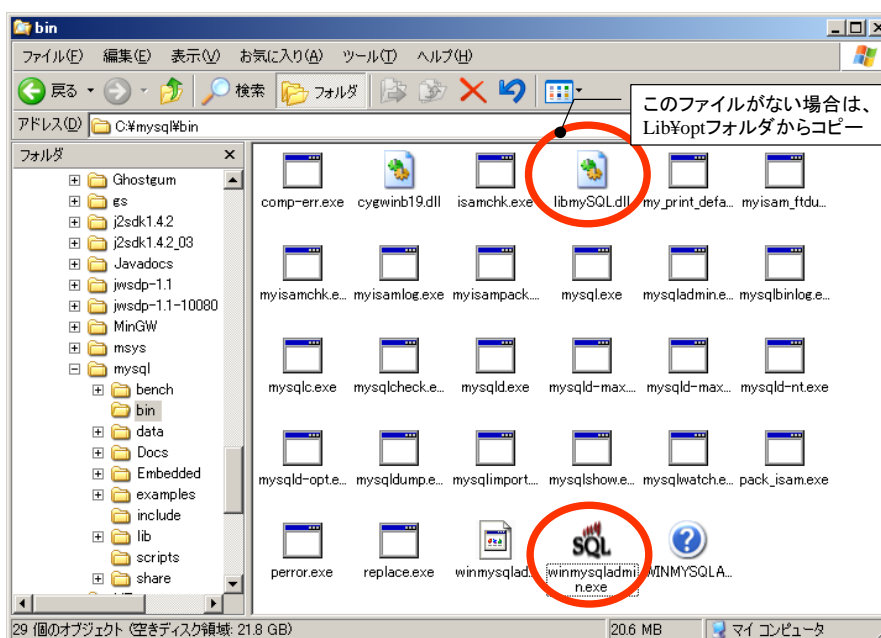 bin
ファイル(F) 編集(E) 表示(V) お気に入り(A) ツール(T) ヘルプ(H)
戻る 検索 フォルダ
このファイルがない場合は、
Lib¥optフォルダからコピー
アドレス(D) C:¥mysql¥bin
フォルダ
Ghostgum
gs
j2sdk1.4.2
j2sdk1.4.2_03
Javadocs
jwsdp-1.1
jwsdp-1.1-10080
MinGW
msys
mysql
bench
bin
data
Docs
Embedded
examples
include
lib
scripts
share
comp-err.exe cygwinb19.dll isamchk.exe libmySQL.dll my_print_defa... myisam_ftdu...
myisamchk.e... myisamlog.exe myisampack.... mysql.exe mysqladmin.e... mysqlbinlog.e...
mysqlc.exe mysqlcheck.e... mysqld.exe mysqld-max.... mysqld-max... mysqld-nt.exe
mysqld-opt.e... mysqldump.e... mysqlimport.... mysqlshow.e... mysqlwatch.e... pack_isam.exe
my
SQL
perror.exe replace.exe winmysqlad... winmysqladmi WINMYSQLA...
n.exe
29 個のオブジェクト (空きディスク領域: 21.8 GB) 20.6 MB マイ コンピュータ